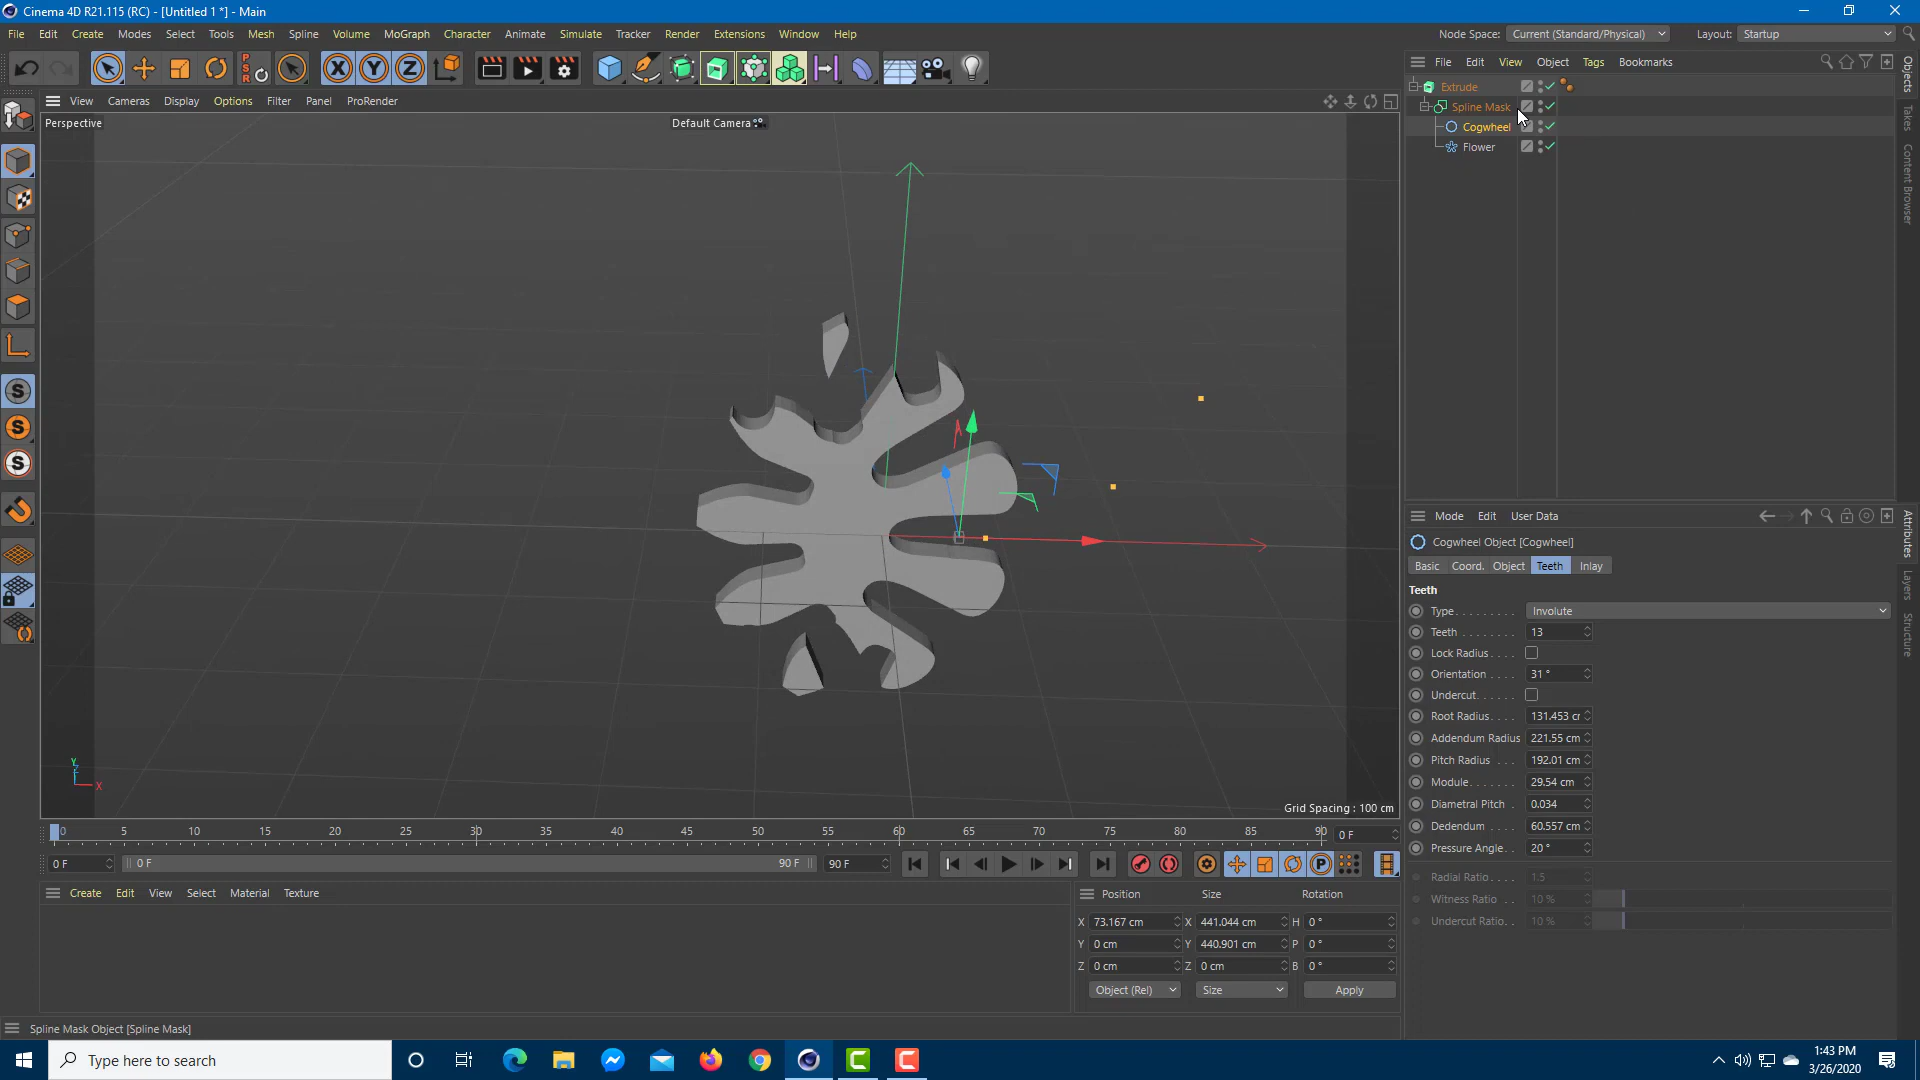 Cinema 4D R21.115 (RC) - [Untitled 1 *] - Main
File Edit Create Modes Select Tools Mesh Spline Volume MoGraph Character Animate Simulate Tracker Render Extensions Window Help
Node Space: Current (Standard/Physical) Layout: Startup
P
S
R
X Y Z
File Edit View Object Tags Bookmarks
View Cameras Display Options Filter Panel ProRender
Perspective
Default Camera
Extrude
Spline Mask
Cogwheel
Flower
Objects
Takes
Content Browser
Mode Edit User Data
Cogwheel Object [Cogwheel]
Basic Coord. Object Teeth Inlay
Teeth
Type Involute
Teeth 13
Lock Radius
Orientation 31 °
Undercut
Root Radius 131.453 cr
Addendum Radius 221.55 cm
Pitch Radius 192.01 cm
Module 29.54 cm
Diametral Pitch 0.034
Dedendum 60.557 cm
Pressure Angle 20 °
Radial Ratio 1.5
Witness Ratio 10 %
Undercut Ratio 10 %
Attributes
Layers
Structure
S
S
S
Y
Z
X
Grid Spacing : 100 cm
0 5 10 15 20 25 30 35 40 45 50 55 60 65 70 75 80 85 90 0 F
0 F 0 F 90 F 90 F
P
Create Edit View Select Material Texture
Position Size Rotation
X 73.167 cm X 441.044 cm H 0 °
Y 0 cm Y 440.901 cm P 0 °
Z 0 cm Z 0 cm B 0 °
Object (Rel) Size Apply
Spline Mask Object [Spline Mask]
Type here to search
1:43 PM
3/26/2020